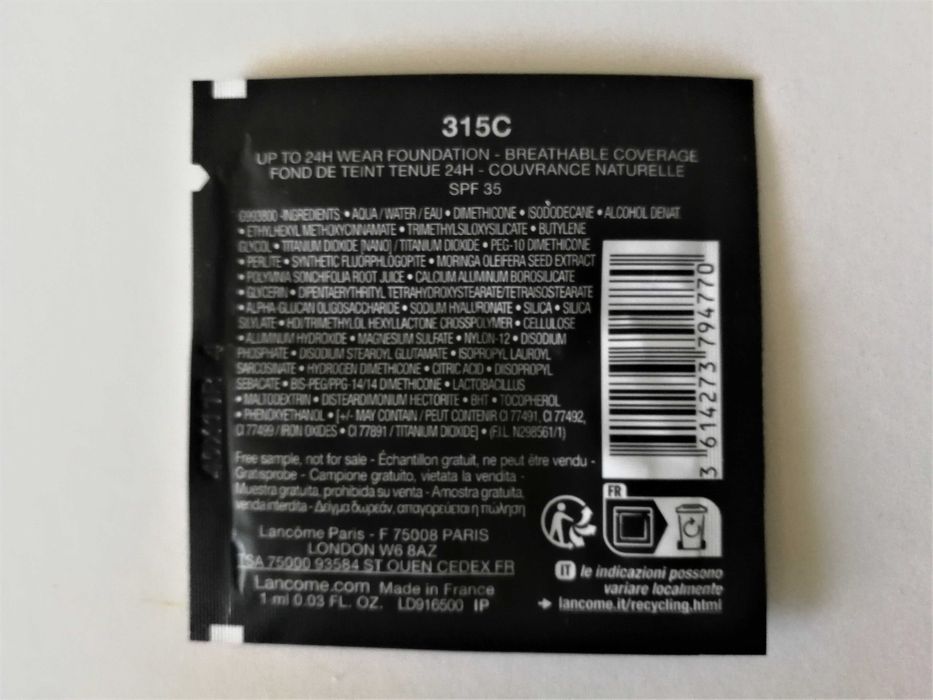 315C
UP TO 24H WEAR FOUNDATION - BREATHABLE COVERAGE
FOND DE TEINT TENUE 24H - COUVRANCE NATURELLE
SPF 35
G993800 -INGREDIENTS • AQUA / WATER / EAU • DIMETHICONE • ISODODECANE • ALCOHOL DENAT.
• ETHYLHEXYL METHOXYCINNAMATE • TRIMETHYLSILOXYSILICATE • BUTYLENE
GLYCOL • TITANIUM DIOXIDE [NANO] / TITANIUM DIOXIDE • PEG-10 DIMETHICONE
• PERLITE • SYNTHETIC FLUORPHLOGOPITE • MORINGA OLEIFERA SEED EXTRACT
• POLYMNIA SONCHIFOLIA ROOT JUICE • CALCIUM ALUMINUM BOROSILICATE
• GLYCERIN • DIPENTAERYTHRITYL TETRAHYDROXYSTEARATE/TETRAISOSTEARATE
• ALPHA-GLUCAN OLIGOSACCHARIDE • SODIUM HYALURONATE • SILICA • SILICA
SILYLATE • HDI/TRIMETHYLOL HEXYLLACTONE CROSSPOLYMER • CELLULOSE
• ALUMINUM HYDROXIDE • MAGNESIUM SULFATE • NYLON-12 • DISODIUM
PHOSPHATE • DISODIUM STEAROYL GLUTAMATE • ISOPROPYL LAUROYL
SARCOSINATE • HYDROGEN DIMETHICONE • CITRIC ACID • DIISOPROPYL
SEBACATE • BIS-PEG/PPG-14/14 DIMETHICONE • LACTOBACILLUS
• MALTODEXTRIN • DISTEARDIMONIUM HECTORITE • BHT • TOCOPHEROL
• PHENOXYETHANOL • [+/- MAY CONTAIN / PEUT CONTENIR CI 77491, CI 77492,
CI 77499 / IRON OXIDES • CI 77891 / TITANIUM DIOXIDE] • (F.I.L. N298561/1)
3 614273 794770
Free sample, not for sale - Échantillon gratuit, ne peut être vendu -
Gratisprobe - Campione gratuito, vietata la vendita -
Muestra gratuita, prohibida su venta - Amostra gratuita,
venda interdita - Δείγμα δωρεάν, απαγορεύεται η πώληση
FR
Lancôme Paris - F 75008 PARIS
LONDON W6 8AZ
TSA 75000 93584 ST OUEN CEDEX FR
Lancome.com Made in France
1 ml 0.03 FL. OZ. LD916500 IP
IT le indicazioni possono
variare localmente
➔ lancome.it/recycling.html